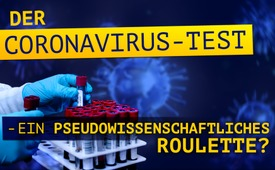 DER
CORONAVIRUS-TEST
- EIN PSEUDOWISSENSCHAFTLICHES
ROULETTE?